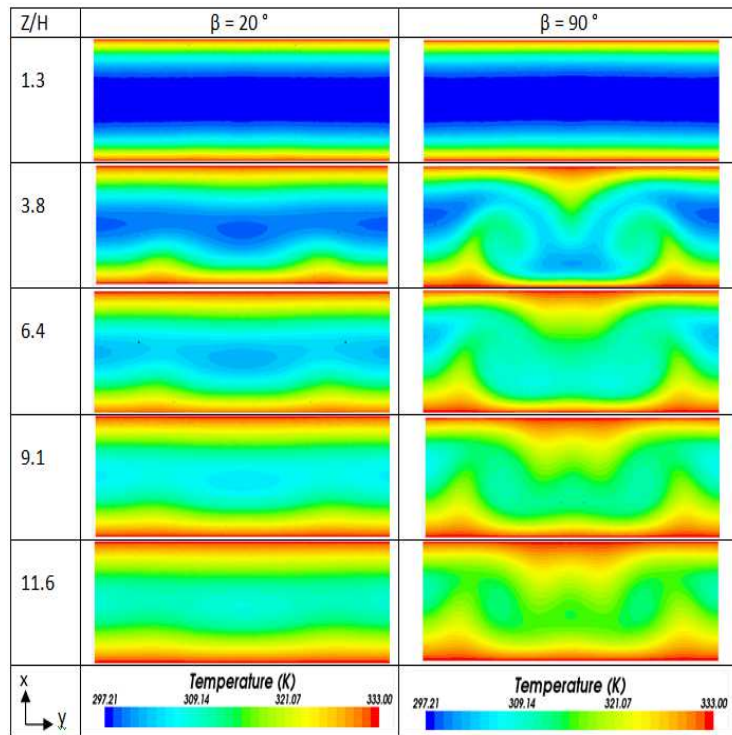 Z/H β = 20 ° β = 90 °
1.3
3.8
6.4
9.1
11.6
x
y
Temperature (K)
297.21 309.14 321.07 333.00
Temperature (K)
297.21 309.14 321.07 333.00